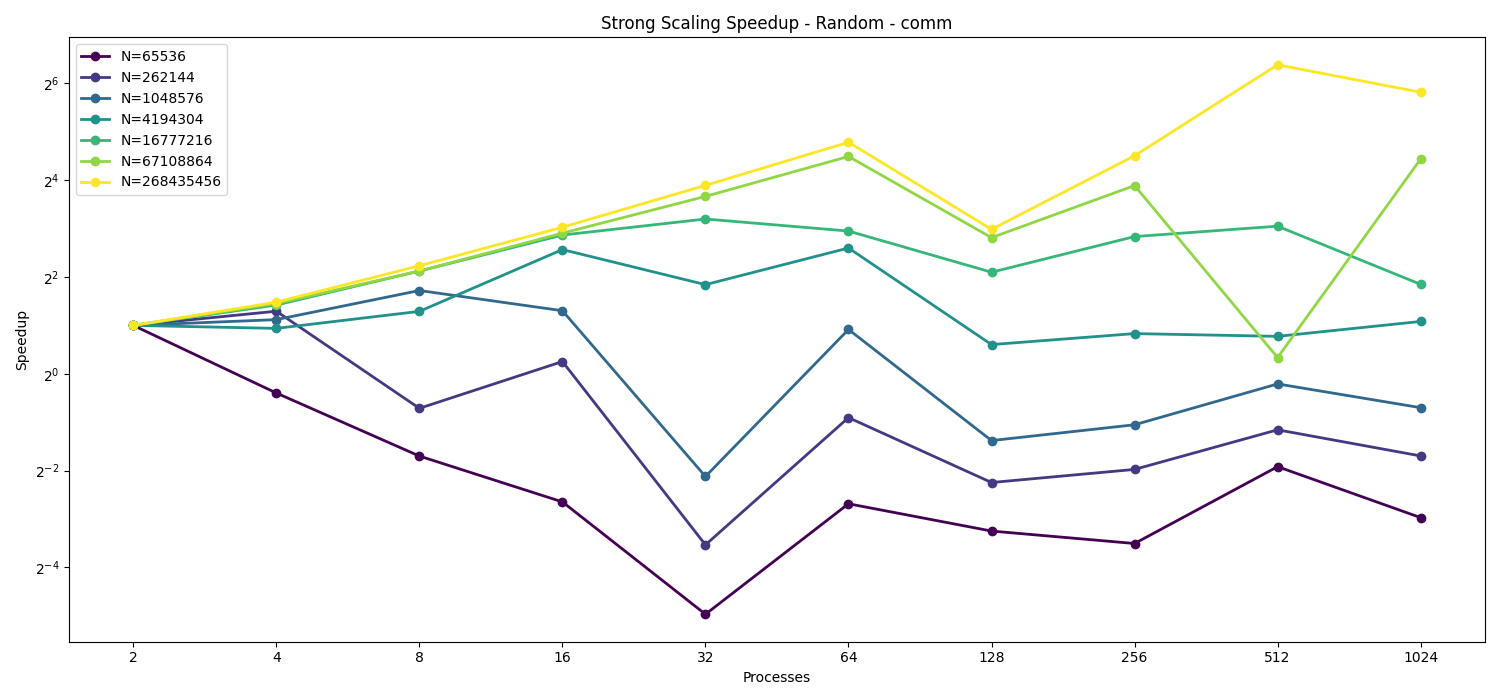 Strong Scaling Speedup - Random - comm
N=65536
N=262144
N=1048576
N=4194304
N=16777216
N=67108864
N=268435456
Speedup
2⁶
2⁴
2²
2⁰
2⁻²
2⁻⁴
2 4 8 16 32 64 128 256 512 1024
Processes